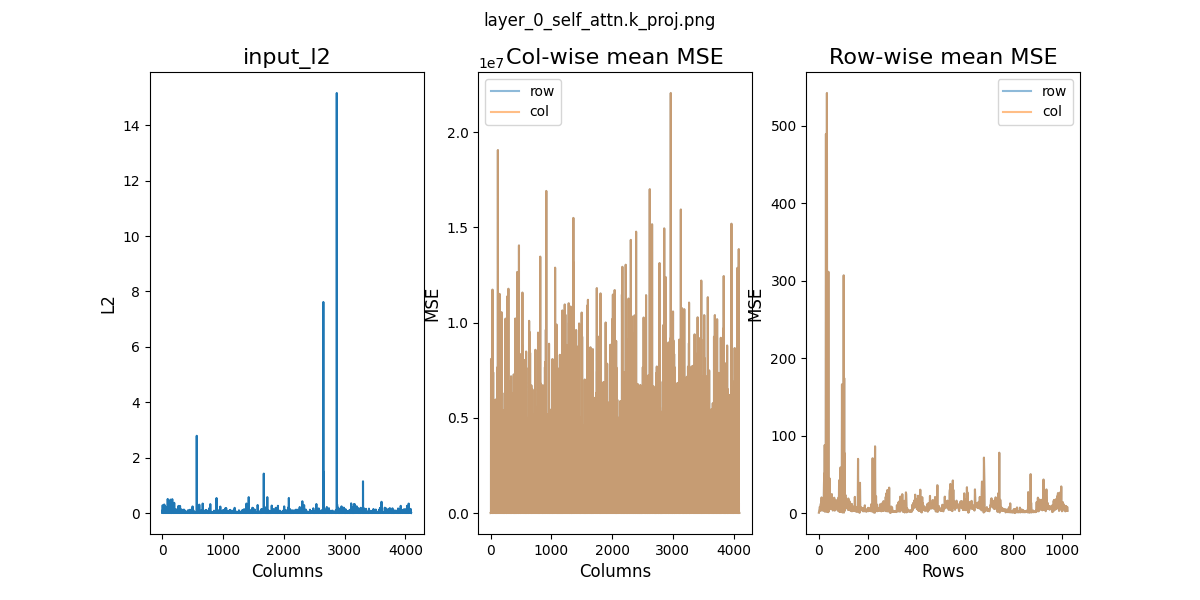 layer_0_self_attn.k_proj.png
input_l2
L2
14
12
10
8
6
4
2
0
0 1000 2000 3000 4000
Columns
Col-wise mean MSE
1e7
row
col
MSE
2.0
1.5
1.0
0.5
0.0
0 1000 2000 3000 4000
Columns
Row-wise mean MSE
row
col
MSE
500
400
300
200
100
0
0 200 400 600 800 1000
Rows